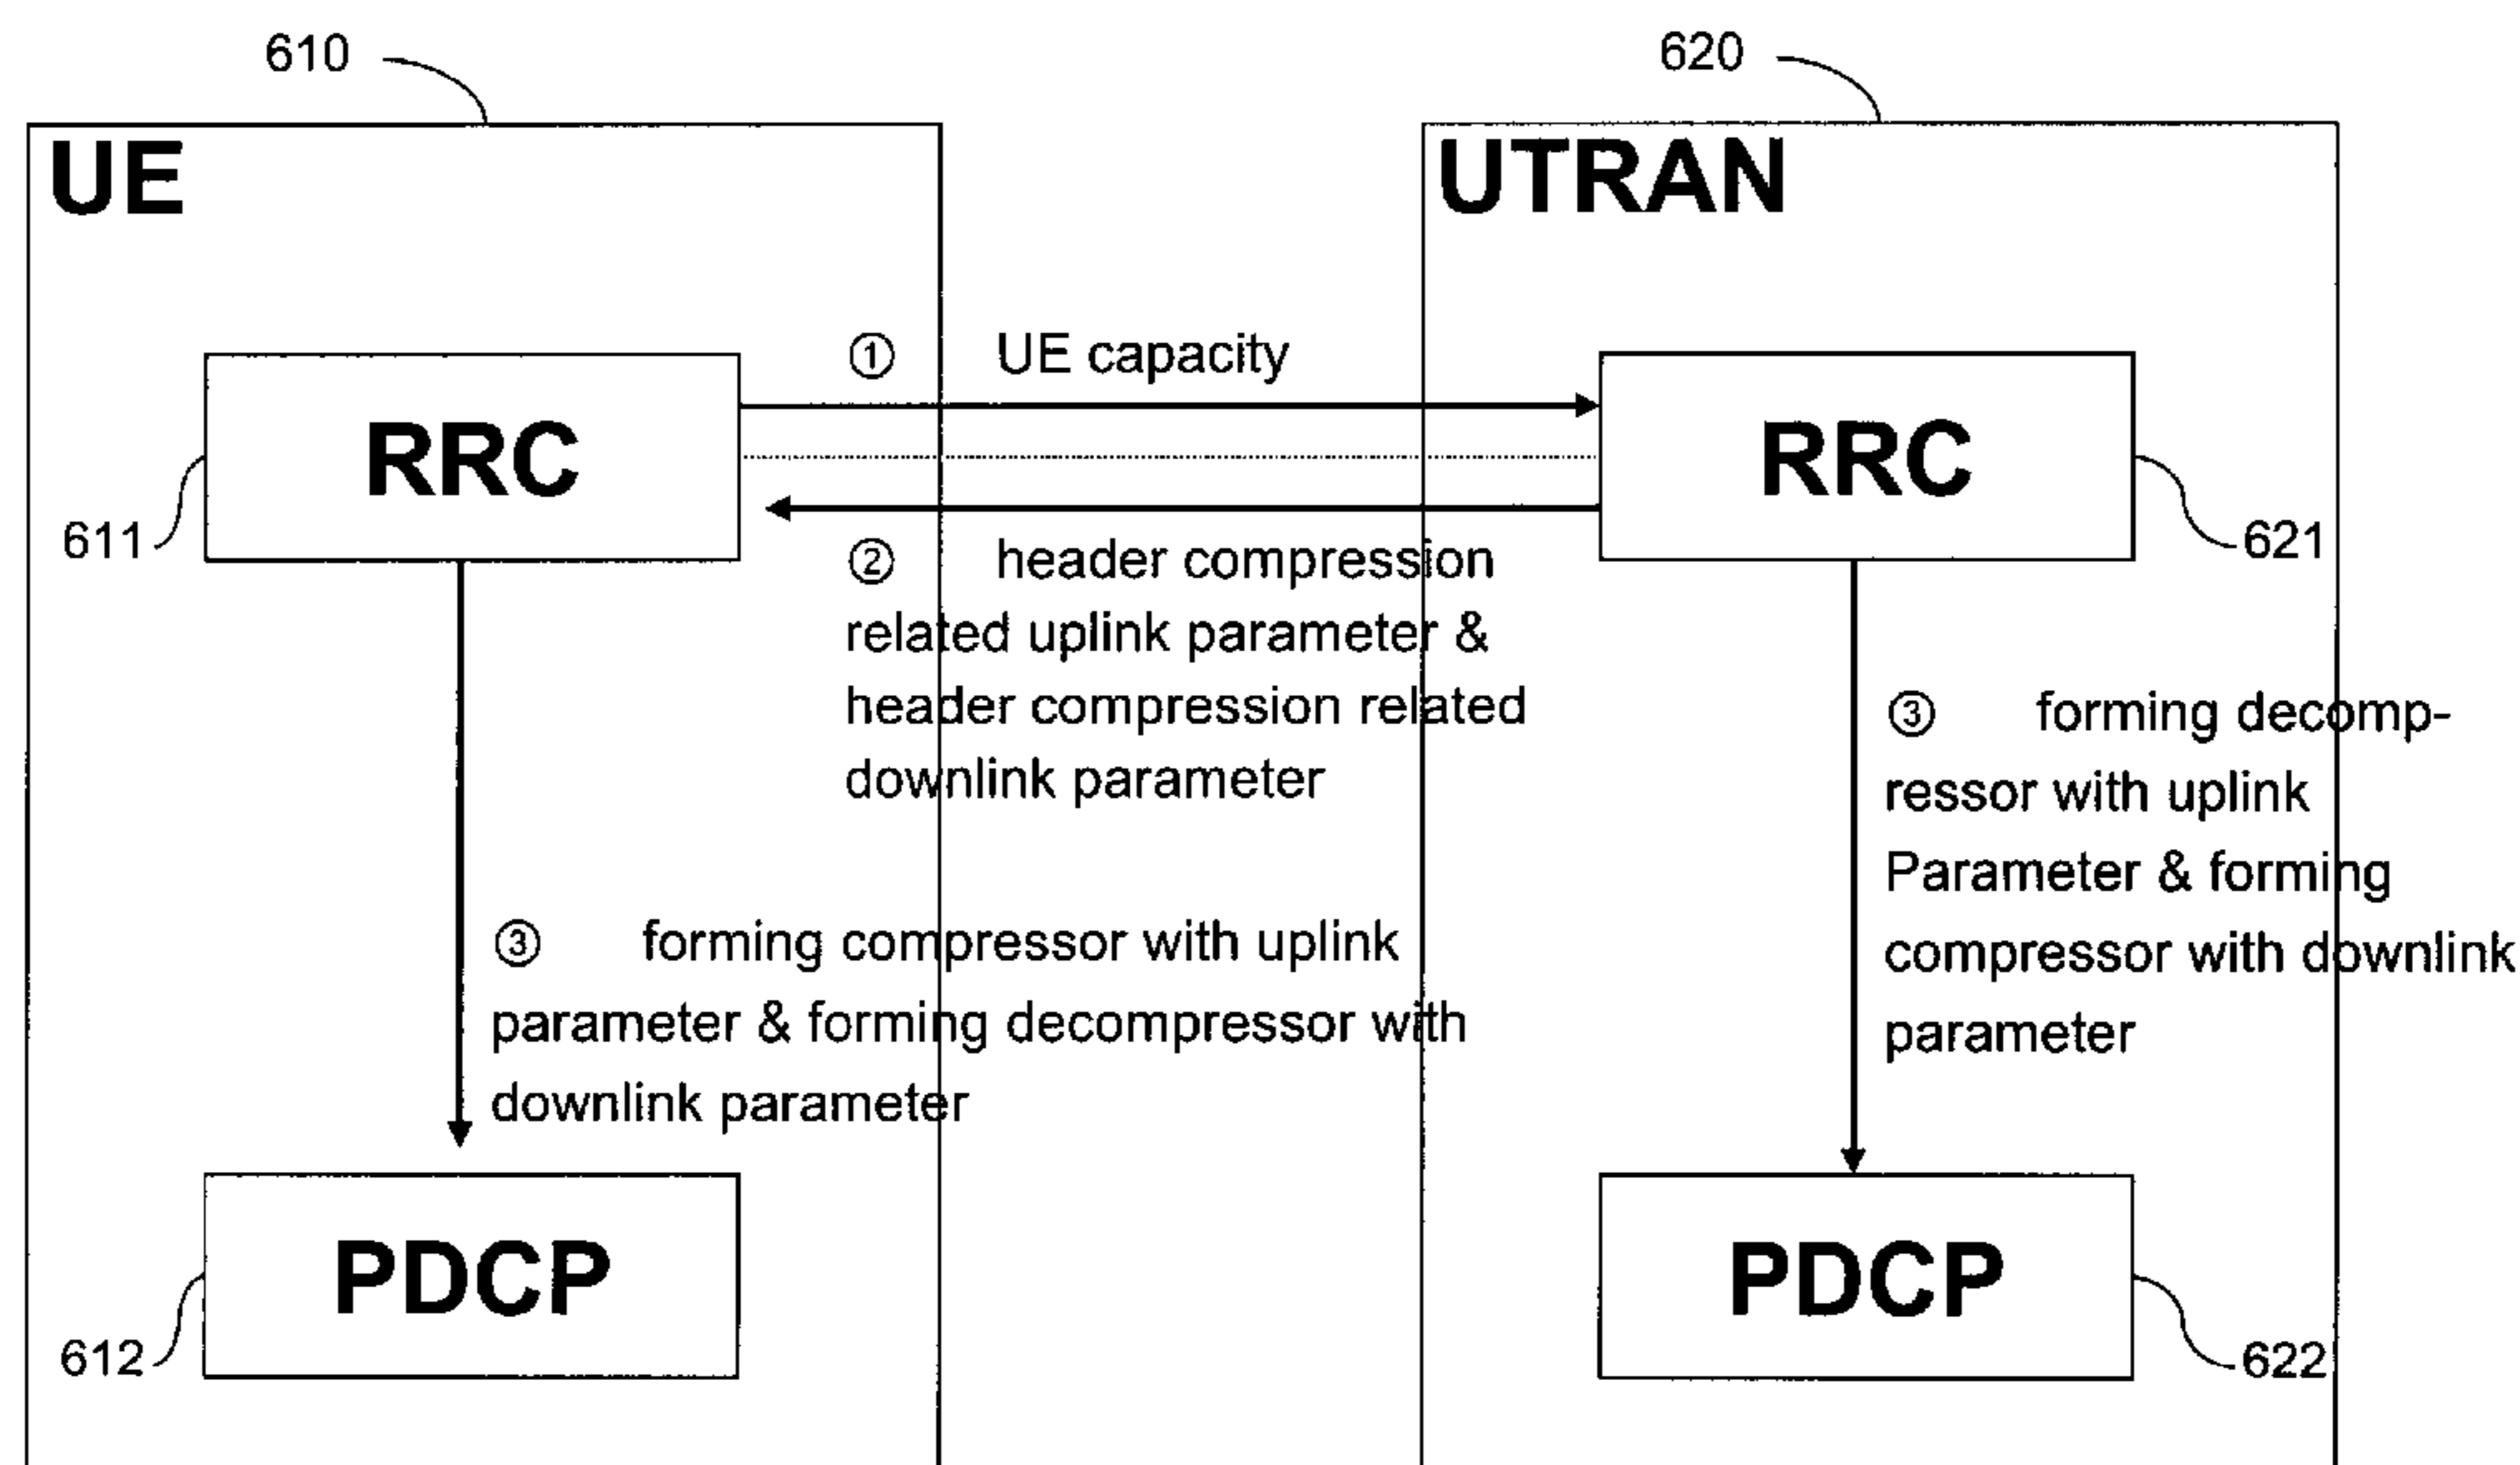 610
620
UE
UTRAN
① UE capacity
RRC
RRC
611
621
② header compression
related uplink parameter &
header compression related
downlink parameter
③ forming decomp-
ressor with uplink
Parameter & forming
compressor with downlink
parameter
③ forming compressor with uplink
parameter & forming decompressor with
downlink parameter
PDCP
PDCP
612
622